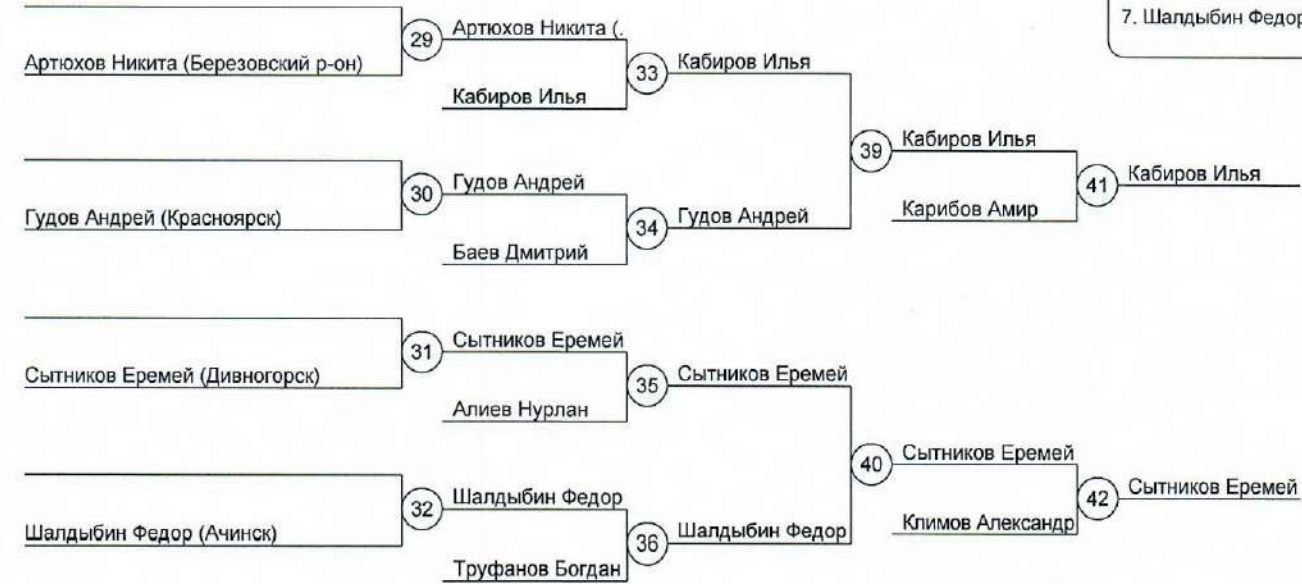 7. Шалдыбин Федор
29
Артюхов Никита (.
Артюхов Никита (Березовский р-он)
33
Кабиров Илья
Кабиров Илья
39
Кабиров Илья
30
Гудов Андрей
41
Кабиров Илья
Гудов Андрей (Красноярск)
34
Гудов Андрей
Карибов Амир
Баев Дмитрий
31
Сытников Еремей
Сытников Еремей (Дивногорск)
35
Сытников Еремей
Алиев Нурлан
40
Сытников Еремей
32
Шалдыбин Федор
42
Сытников Еремей
Шалдыбин Федор (Ачинск)
36
Шалдыбин Федор
Климов Александр
Труфанов Богдан